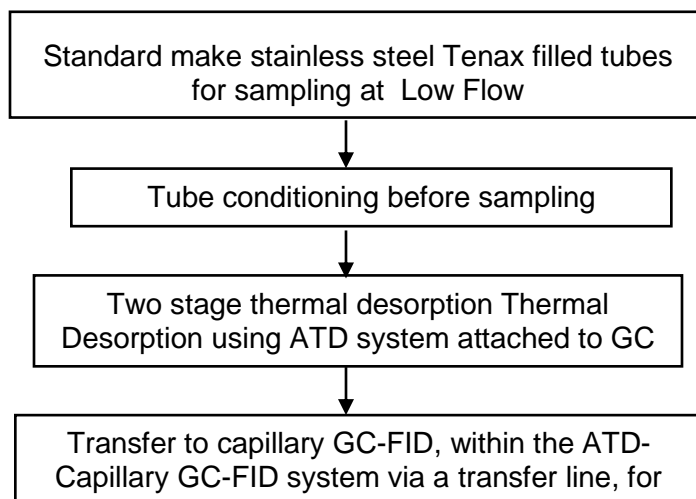 Standard make stainless steel Tenax filled tubes
for sampling at Low Flow
Tube conditioning before sampling
Two stage thermal desorption Thermal
Desorption using ATD system attached to GC
Transfer to capillary GC-FID, within the ATD-
Capillary GC-FID system via a transfer line, for